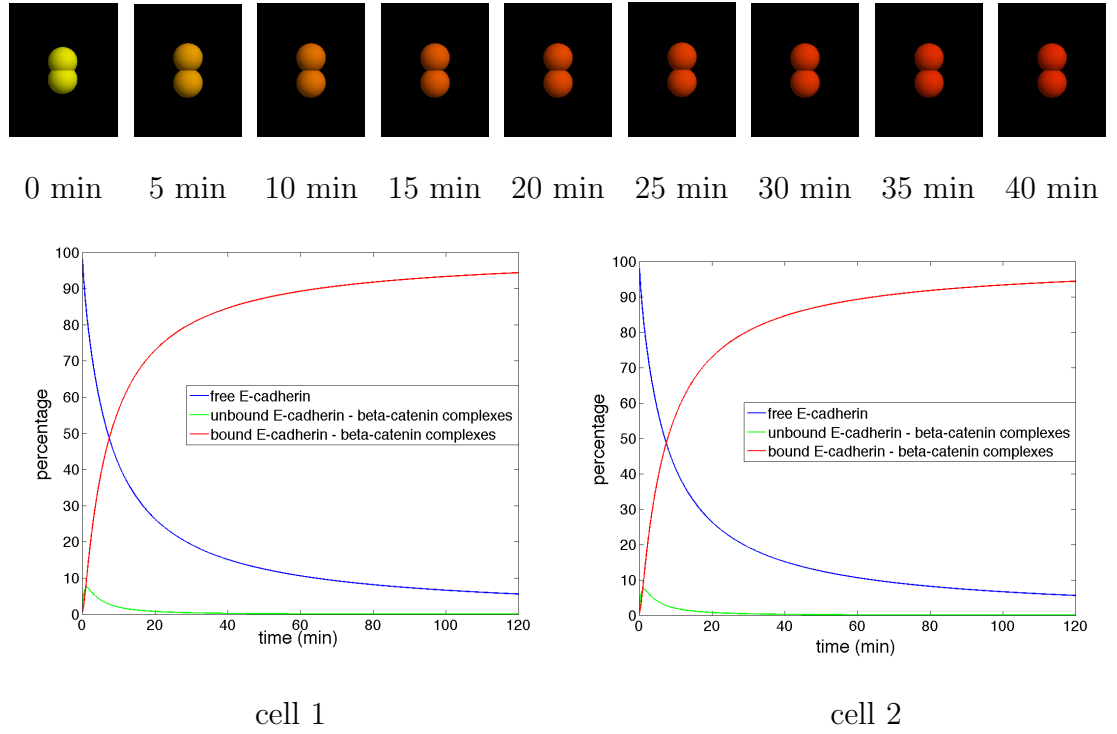 0 min 5 min 10 min 15 min 20 min 25 min 30 min 35 min 40 min
100
90
80
70
60
50
40
30
20
10
0
percentage
free E-cadherin
unbound E-cadherin - beta-catenin complexes
bound E-cadherin - beta-catenin complexes
0 20 40 60 80 100 120
time (min)
cell 1
100
90
80
70
60
50
40
30
20
10
0
percentage
free E-cadherin
unbound E-cadherin - beta-catenin complexes
bound E-cadherin - beta-catenin complexes
0 20 40 60 80 100 120
time (min)
cell 2